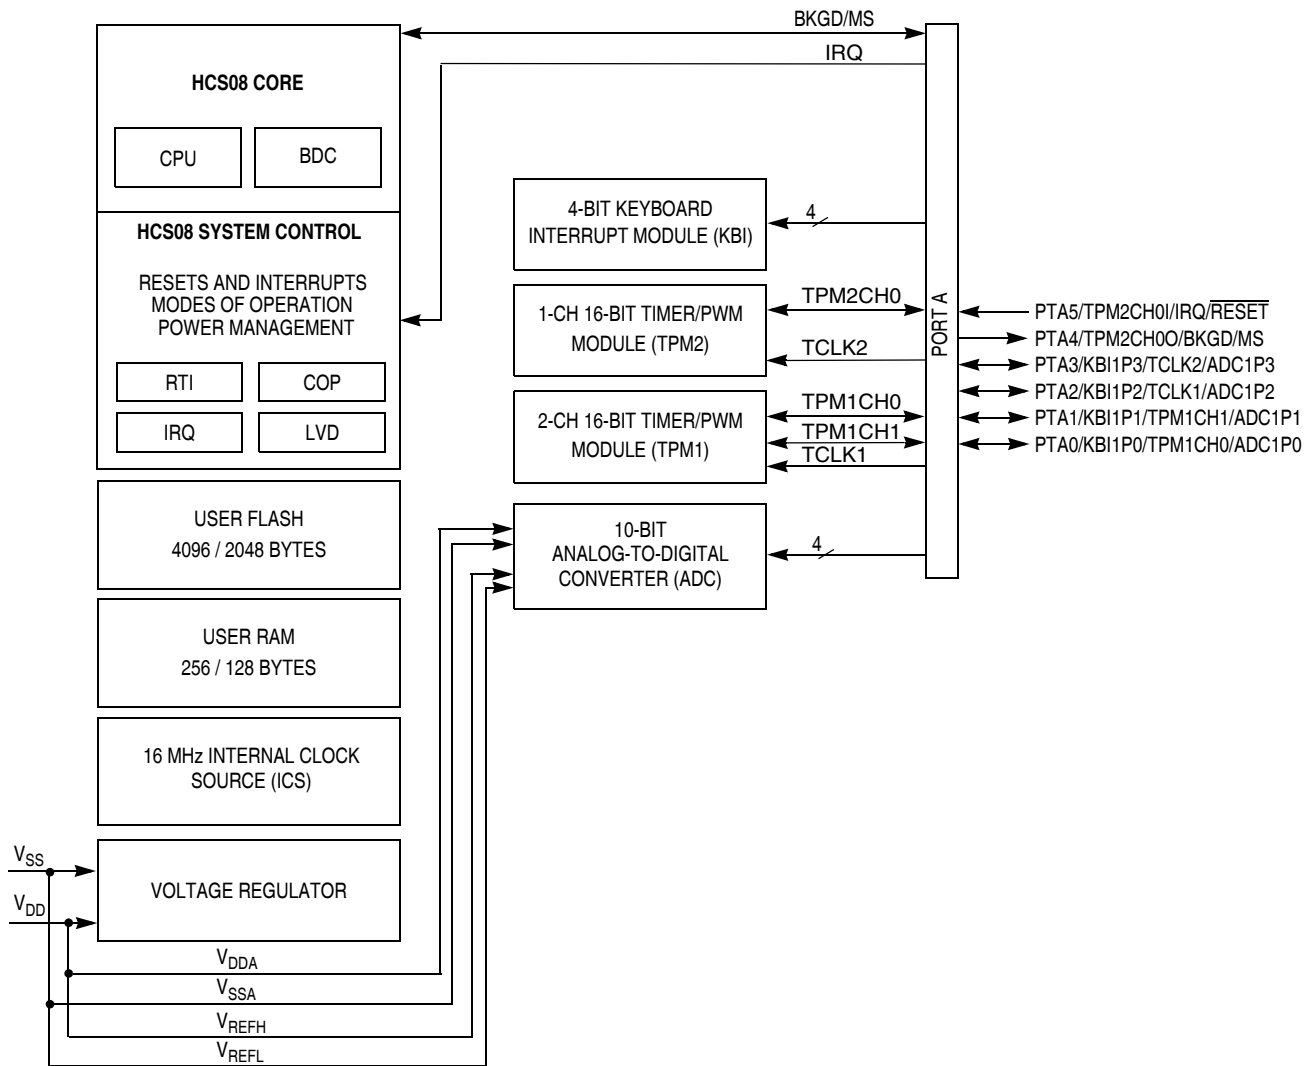 BKGD/MS
IRQ
HCS08 CORE
CPU
BDC
HCS08 SYSTEM CONTROL
RESETS AND INTERRUPTS
MODES OF OPERATION
POWER MANAGEMENT
RTI
COP
IRQ
LVD
USER FLASH
4096 / 2048 BYTES
USER RAM
256 / 128 BYTES
16 MHz INTERNAL CLOCK
SOURCE (ICS)
VOLTAGE REGULATOR
VSS
VDD
VDDA
VSSA
VREFH
VREFL
4-BIT KEYBOARD
INTERRUPT MODULE (KBI)
4
1-CH 16-BIT TIMER/PWM
MODULE (TPM2)
TPM2CH0
TCLK2
2-CH 16-BIT TIMER/PWM
MODULE (TPM1)
TPM1CH0
TPM1CH1
TCLK1
10-BIT
ANALOG-TO-DIGITAL
CONVERTER (ADC)
4
PORT A
PTA5/TPM2CH0I/IRQ/RESET
PTA4/TPM2CH0O/BKGD/MS
PTA3/KBI1P3/TCLK2/ADC1P3
PTA2/KBI1P2/TCLK1/ADC1P2
PTA1/KBI1P1/TPM1CH1/ADC1P1
PTA0/KBI1P0/TPM1CH0/ADC1P0